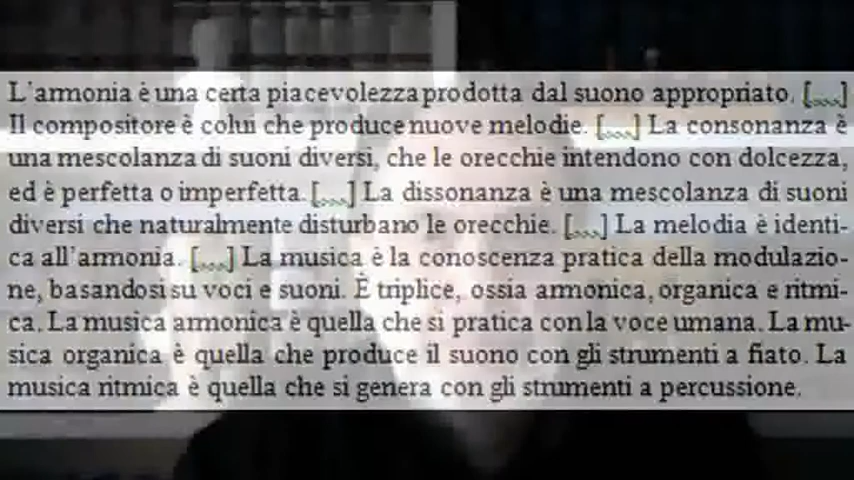 L'armonia è una certa piacevolezza prodotta dal suono appropriato. [...]
Il compositore è colui che produce nuove melodie. [...] La consonanza è
una mescolanza di suoni diversi, che le orecchie intendono con dolcezza,
ed è perfetta o imperfetta. [...] La dissonanza è una mescolanza di suoni
diversi che naturalmente disturbano le orecchie. [...] La melodia è identi-
ca all'armonia. [...] La musica è la conoscenza pratica della modulazio-
ne, basandosi su voci e suoni. È triplice, ossia armonica, organica e ritmi-
ca. La musica armonica è quella che si pratica con la voce umana. La mu-
sica organica è quella che produce il suono con gli strumenti a fiato. La
musica ritmica è quella che si genera con gli strumenti a percussione.